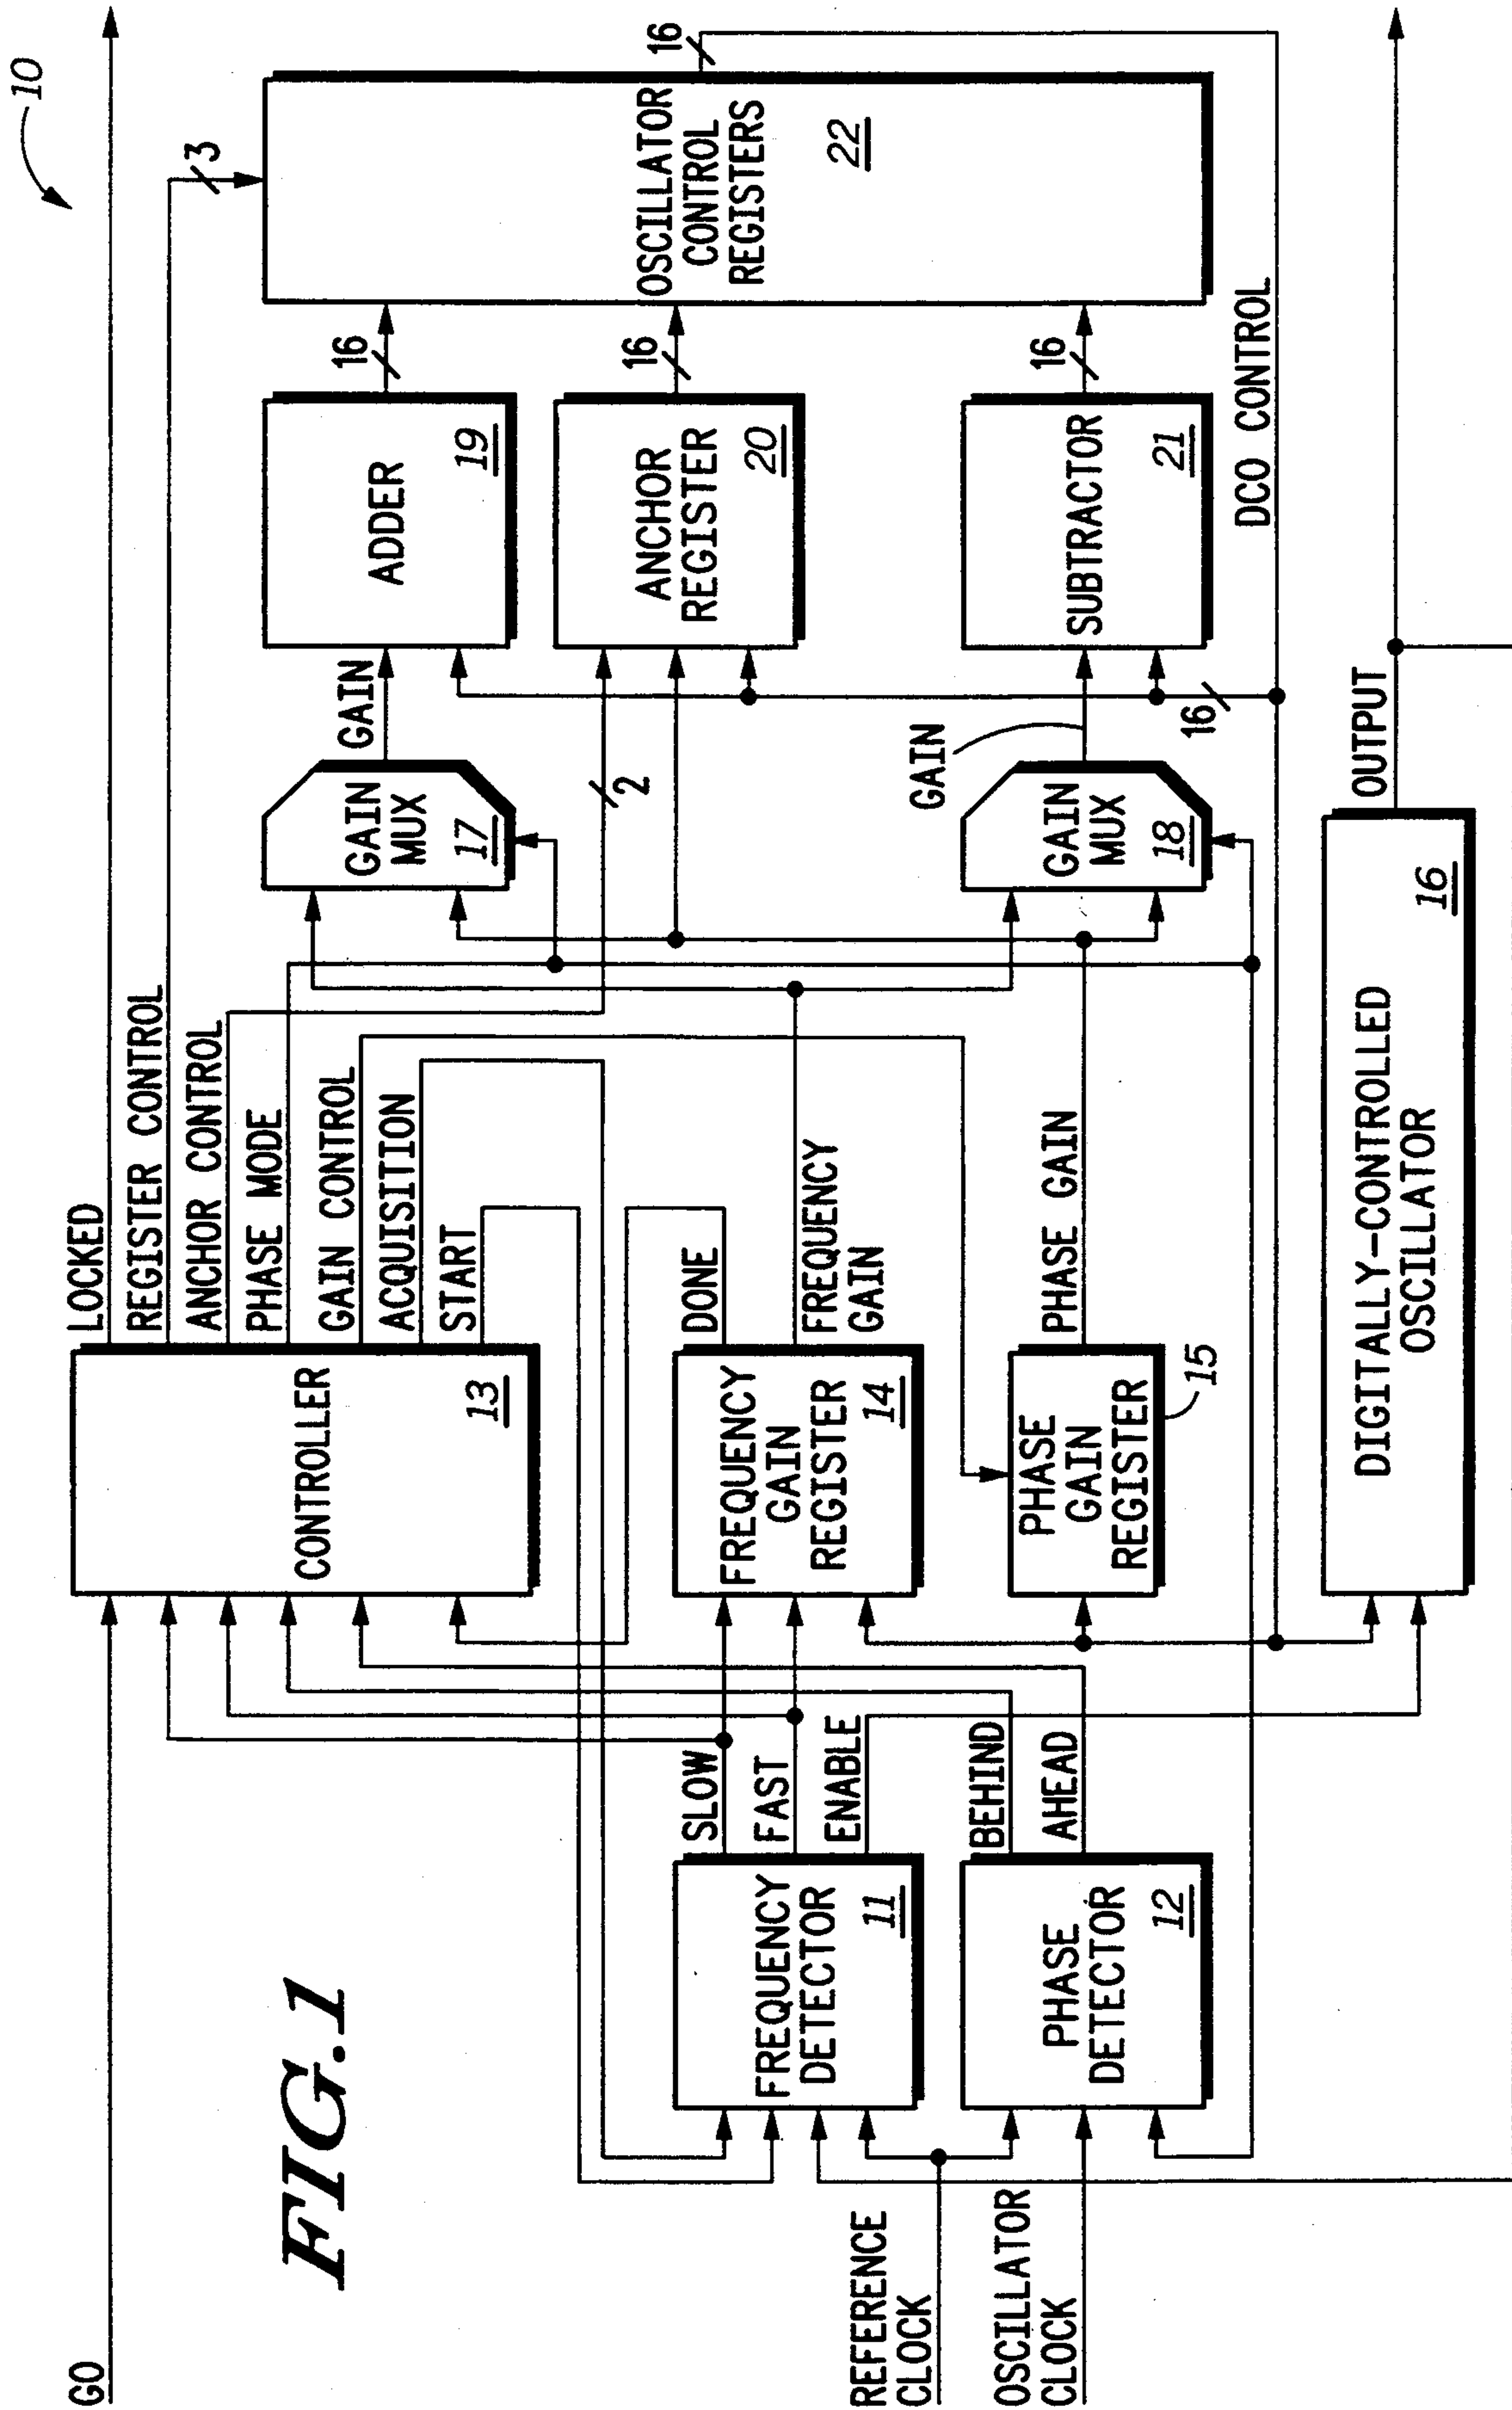 FIG.1
10
GO
LOCKED
REGISTER CONTROL
ANCHOR CONTROL
PHASE MODE
GAIN CONTROL
ACQUISITION
START
CONTROLLER
13
3
REFERENCE
CLOCK
OSCILLATOR
CLOCK
FREQUENCY
DETECTOR
11
SLOW
FAST
ENABLE
PHASE
DETECTOR
12
BEHIND
AHEAD
FREQUENCY
GAIN
REGISTER
14
DONE
FREQUENCY
GAIN
PHASE
GAIN
REGISTER
15
PHASE GAIN
GAIN
MUX
17
GAIN
2
GAIN
MUX
18
GAIN
16
ADDER
19
16
ANCHOR
REGISTER
20
16
SUBTRACTOR
21
16
OSCILLATOR
CONTROL
REGISTERS
22
16
DCO CONTROL
DIGITALLY-CONTROLLED
OSCILLATOR
16
OUTPUT